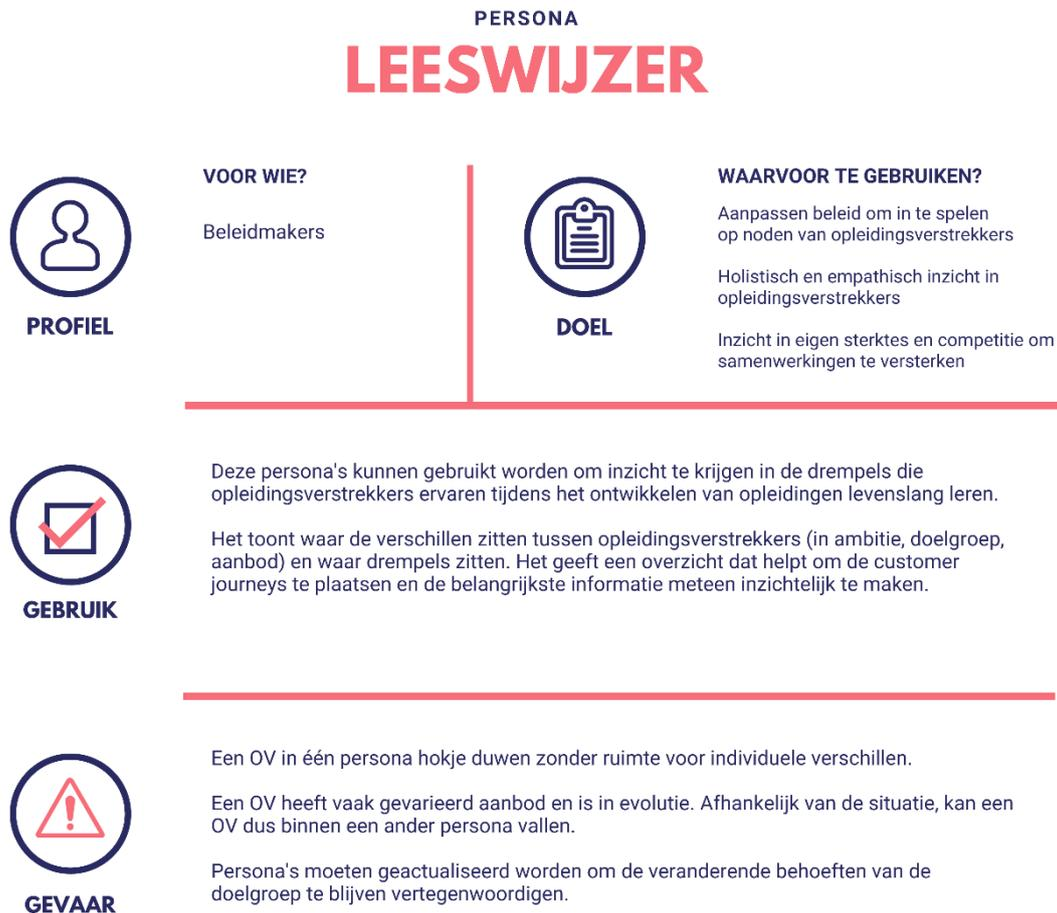 PERSONA
LEESWIJZER
PROFIEL
VOOR WIE?
Beleidmakers
DOEL
WAARVOOR TE GEBRUIKEN?
Aanpassen beleid om in te spelen
op noden van opleidingsverstrekkers
Holistisch en empathisch inzicht in
opleidingsverstrekkers
Inzicht in eigen sterktes en competitie om
samenwerkingen te versterken
GEBRUIK
Deze persona's kunnen gebruikt worden om inzicht te krijgen in de drempels die
opleidingsverstrekkers ervaren tijdens het ontwikkelen van opleidingen levenslang leren.
Het toont waar de verschillen zitten tussen opleidingsverstrekkers (in ambitie, doelgroep,
aanbod) en waar drempels zitten. Het geeft een overzicht dat helpt om de customer
journeys te plaatsen en de belangrijkste informatie meteen inzichtelijk te maken.
GEVAAR
Een OV in één persona hokje duwen zonder ruimte voor individuele verschillen.
Een OV heeft vaak gevarieerd aanbod en is in evolutie. Afhankelijk van de situatie, kan een
OV dus binnen een ander persona vallen.
Persona's moeten geactualiseerd worden om de veranderende behoeften van de
doelgroep te blijven vertegenwoordigen.